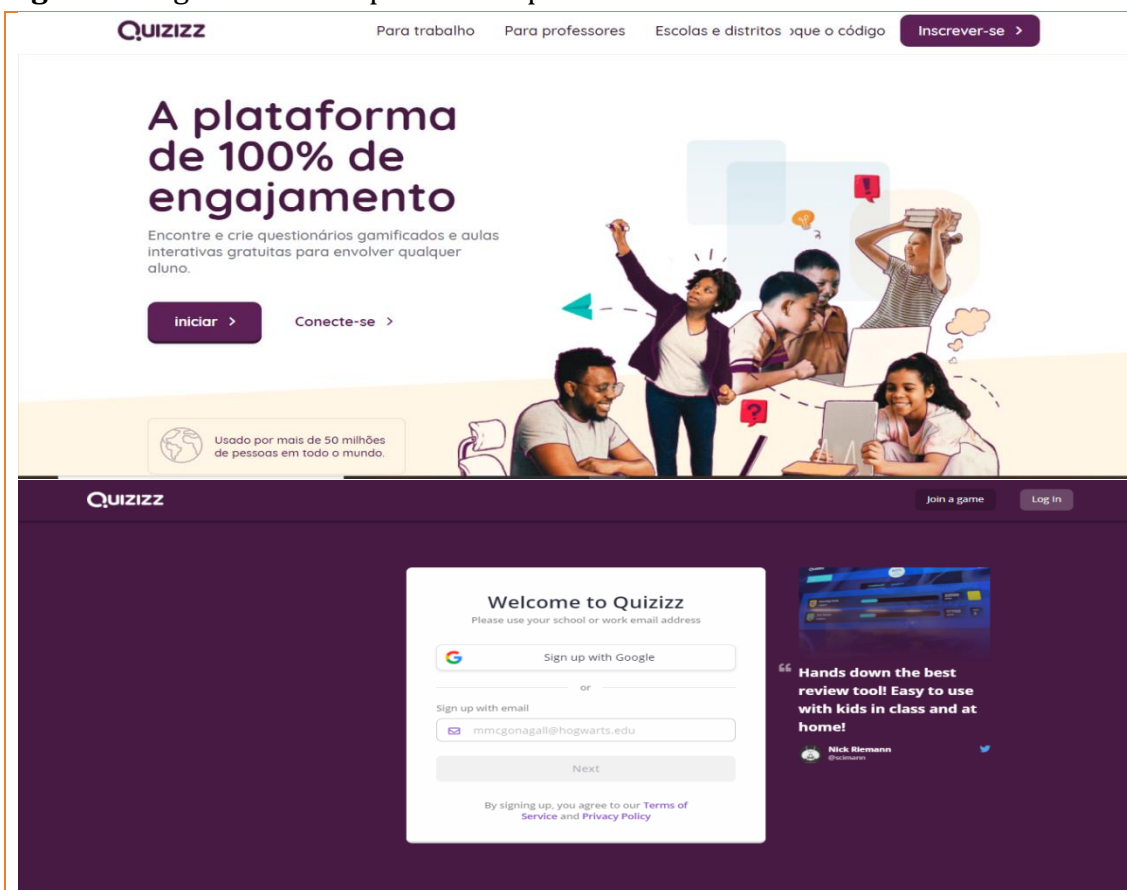 QUIZIZZ
Para trabalho Para professores Escolas e distritos oque o código Inscrever-se >
A plataforma
de 100% de
engajamento
Encontre e crie questionários gamificados e aulas
interativas gratuitas para envolver qualquer
aluno.
iniciar > Conecte-se >
Usado por mais de 50 milhões
de pessoas em todo o mundo.
QUIZIZZ
Join a game Log In
Welcome to Quizizz
Please use your school or work email address
Sign up with Google
or
Sign up with email
mmcgonagall@hogwarts.edu
Next
By signing up, you agree to our Terms of
Service and Privacy Policy
“ Hands down the best
review tool! Easy to use
with kids in class and at
home!
Nick Riemann
@scimann